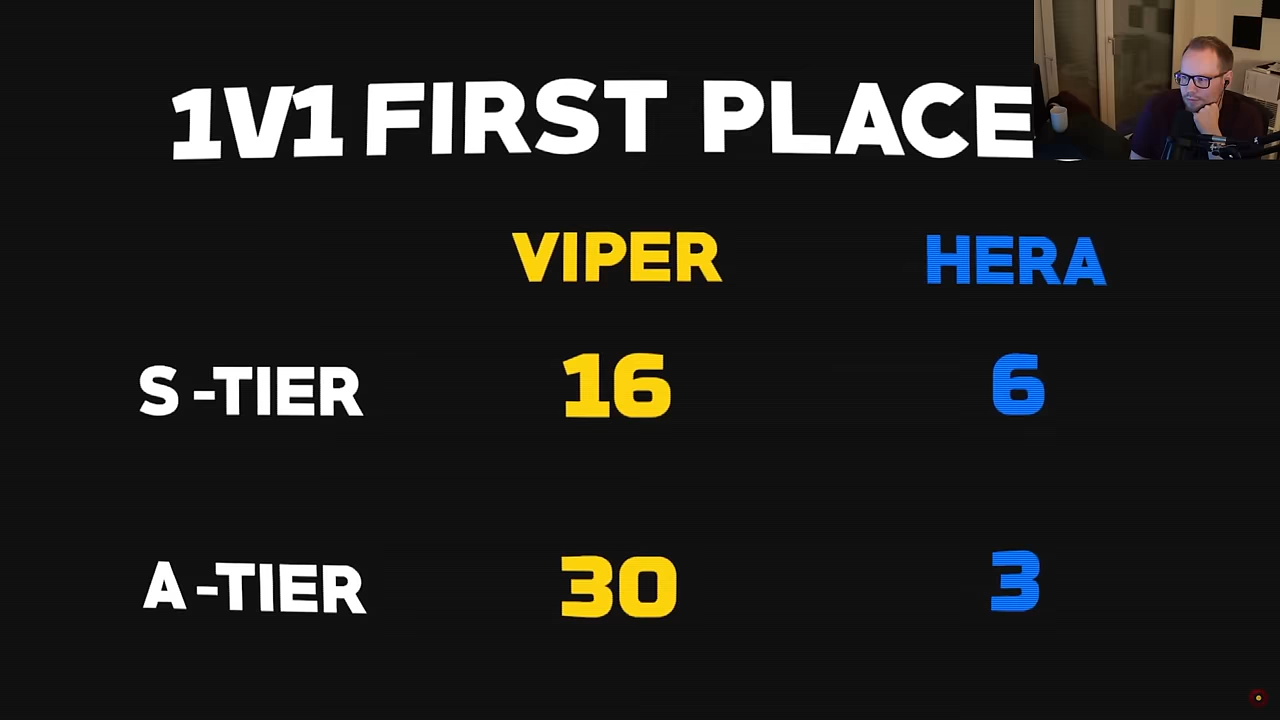 1V1 FIRST PLACE
VIPER HERA
S-TIER 16 6
A-TIER 30 3